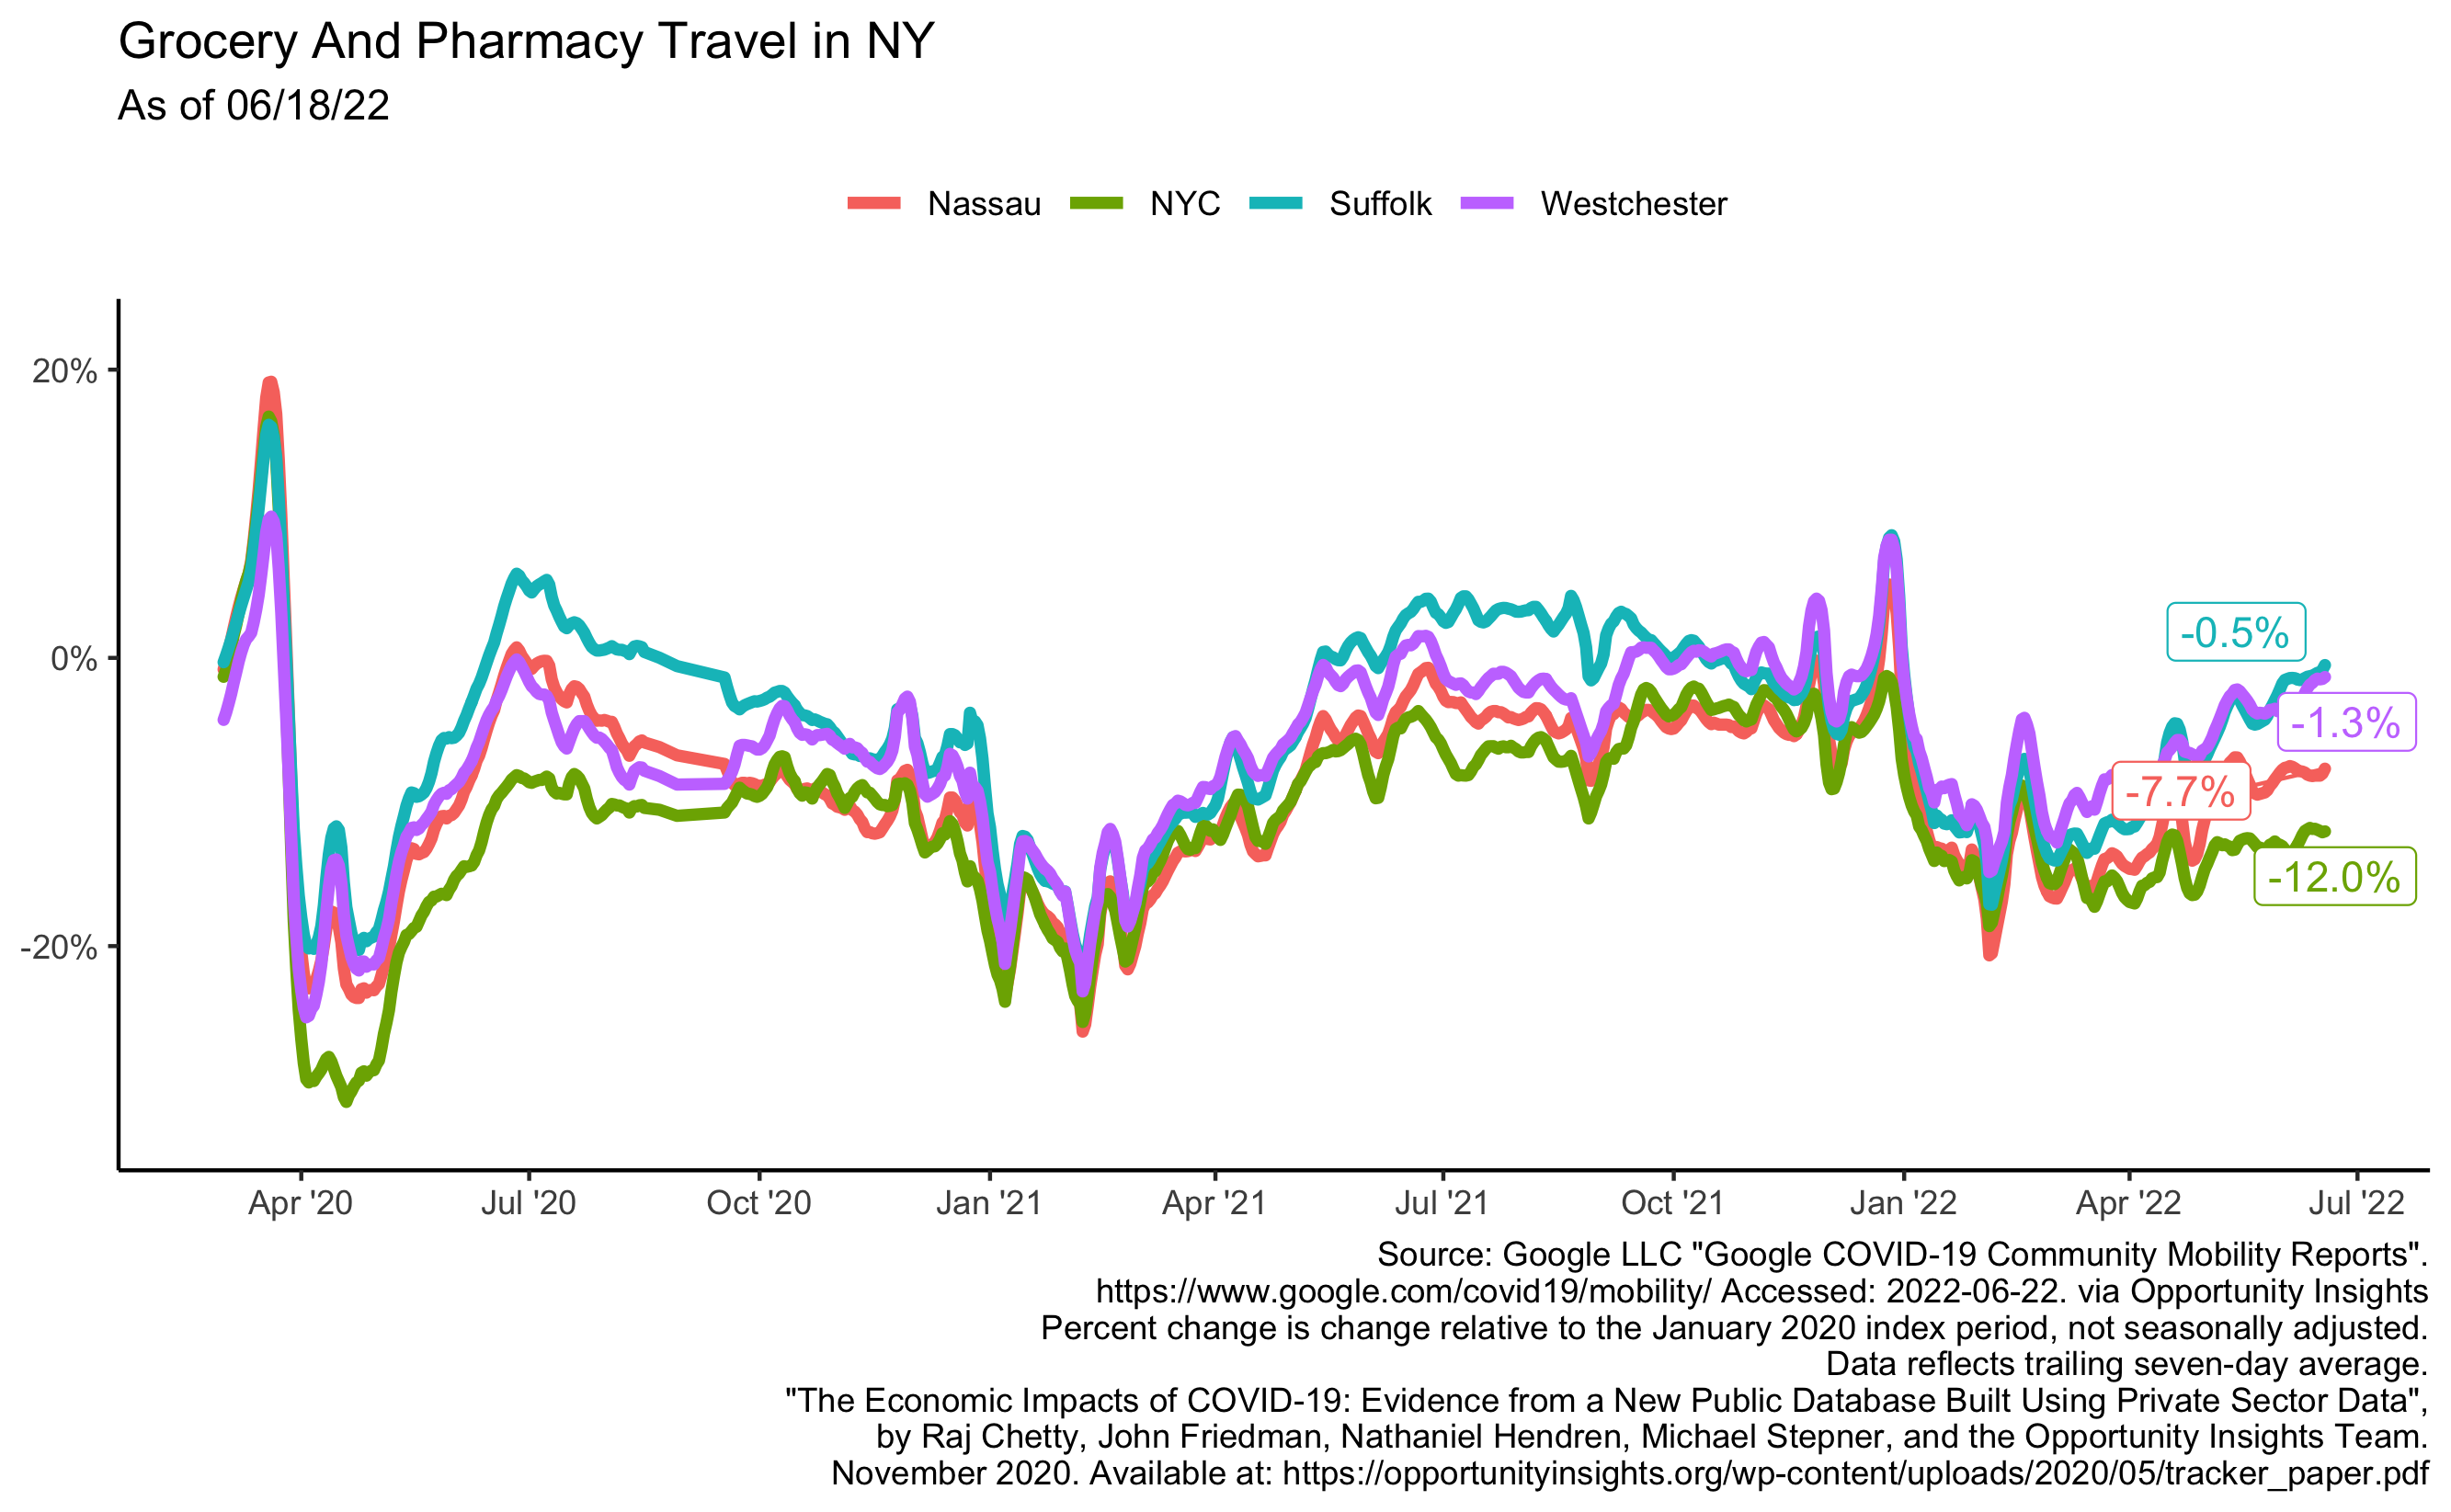 Grocery And Pharmacy Travel in NY
As of 06/18/22
Nassau NYC Suffolk Westchester
20%
0%
-20%
-0.5%
-1.3%
-7.7%
-12.0%
Apr '20 Jul '20 Oct '20 Jan '21 Apr '21 Jul '21 Oct '21 Jan '22 Apr '22 Jul '22
Source: Google LLC "Google COVID-19 Community Mobility Reports".
https://www.google.com/covid19/mobility/ Accessed: 2022-06-22. via Opportunity Insights
Percent change is change relative to the January 2020 index period, not seasonally adjusted.
Data reflects trailing seven-day average.
"The Economic Impacts of COVID-19: Evidence from a New Public Database Built Using Private Sector Data",
by Raj Chetty, John Friedman, Nathaniel Hendren, Michael Stepner, and the Opportunity Insights Team.
November 2020. Available at: https://opportunityinsights.org/wp-content/uploads/2020/05/tracker_paper.pdf